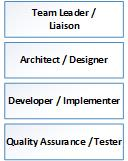 Team Leader /
Liaison
Architect / Designer
Developer / Implementer
Quality Assurance / Tester